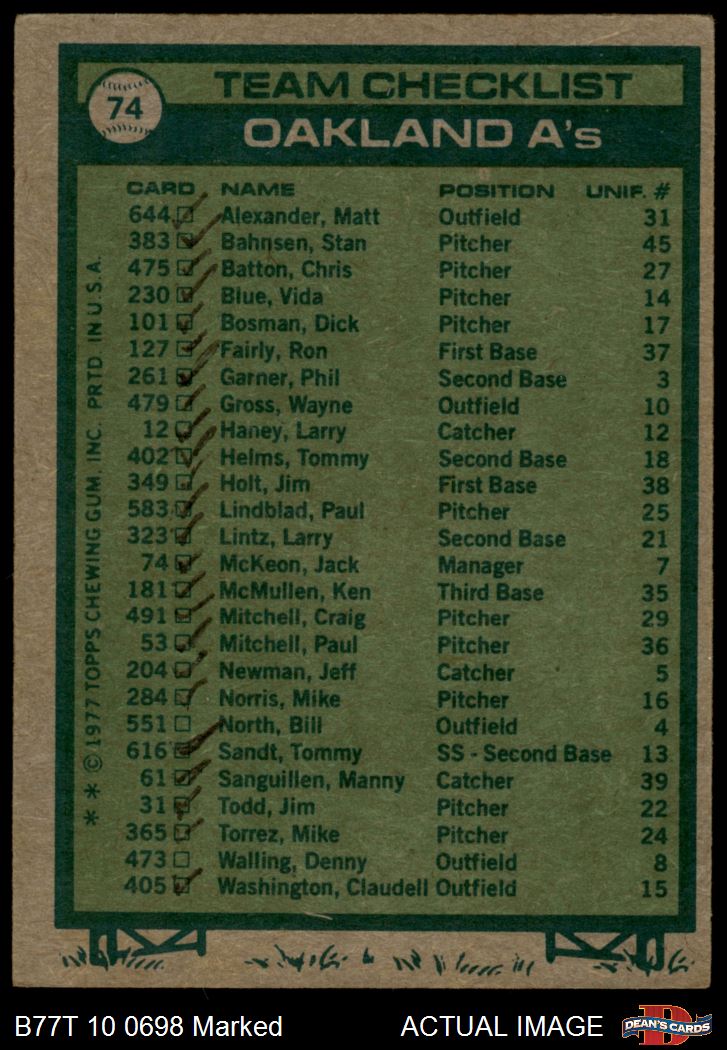 74
TEAM CHECKLIST
OAKLAND A's
CARD NAME POSITION UNIF. #
644 Alexander, Matt Outfield 31
383 Bahnsen, Stan Pitcher 45
475 Batton, Chris Pitcher 27
230 Blue, Vida Pitcher 14
101 Bosman, Dick Pitcher 17
127 Fairly, Ron First Base 37
261 Garner, Phil Second Base 3
479 Gross, Wayne Outfield 10
12 Haney, Larry Catcher 12
402 Helms, Tommy Second Base 18
349 Holt, Jim First Base 38
583 Lindblad, Paul Pitcher 25
323 Lintz, Larry Second Base 21
74 McKeon, Jack Manager 7
181 McMullen, Ken Third Base 35
491 Mitchell, Craig Pitcher 29
53 Mitchell, Paul Pitcher 36
204 Newman, Jeff Catcher 5
284 Norris, Mike Pitcher 16
551 North, Bill Outfield 4
616 Sandt, Tommy SS - Second Base 13
61 Sanguillen, Manny Catcher 39
31 Todd, Jim Pitcher 22
365 Torrez, Mike Pitcher 24
473 Walling, Denny Outfield 8
405 Washington, Claudell Outfield 15
** © 1977 TOPPS CHEWING GUM, INC. PRTD IN U.S.A.
B77T 10 0698 Marked ACTUAL IMAGE
D
DEAN'S CARDS